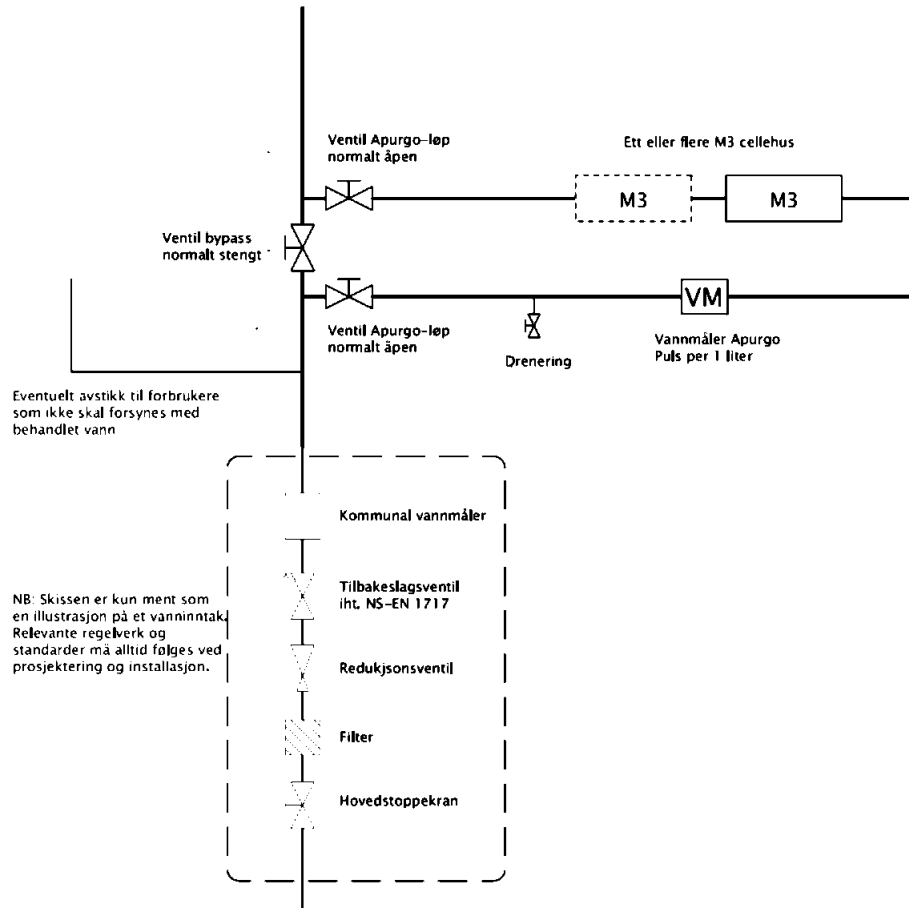 Ventil Apurgo-løp
normalt åpen
Ett eller flere M3 cellehus
M3
M3
Ventil bypass
normalt stengt
VM
Ventil Apurgo-løp
normalt åpen
Drenering
Vannmåler Apurgo
Puls per 1 liter
Eventuelt avstikk til forbrukere
som ikke skal forsynes med
behandlet vann
Kommunal vannmåler
Tilbakeslagsventil
iht. NS-EN 1717
NB: Skissen er kun ment som
en illustrasjon på et vanninntak.
Relevante regelverk og
standarder må alltid følges ved
prosjektering og installasjon.
Redukjsonsventil
Filter
Hovedstoppekran